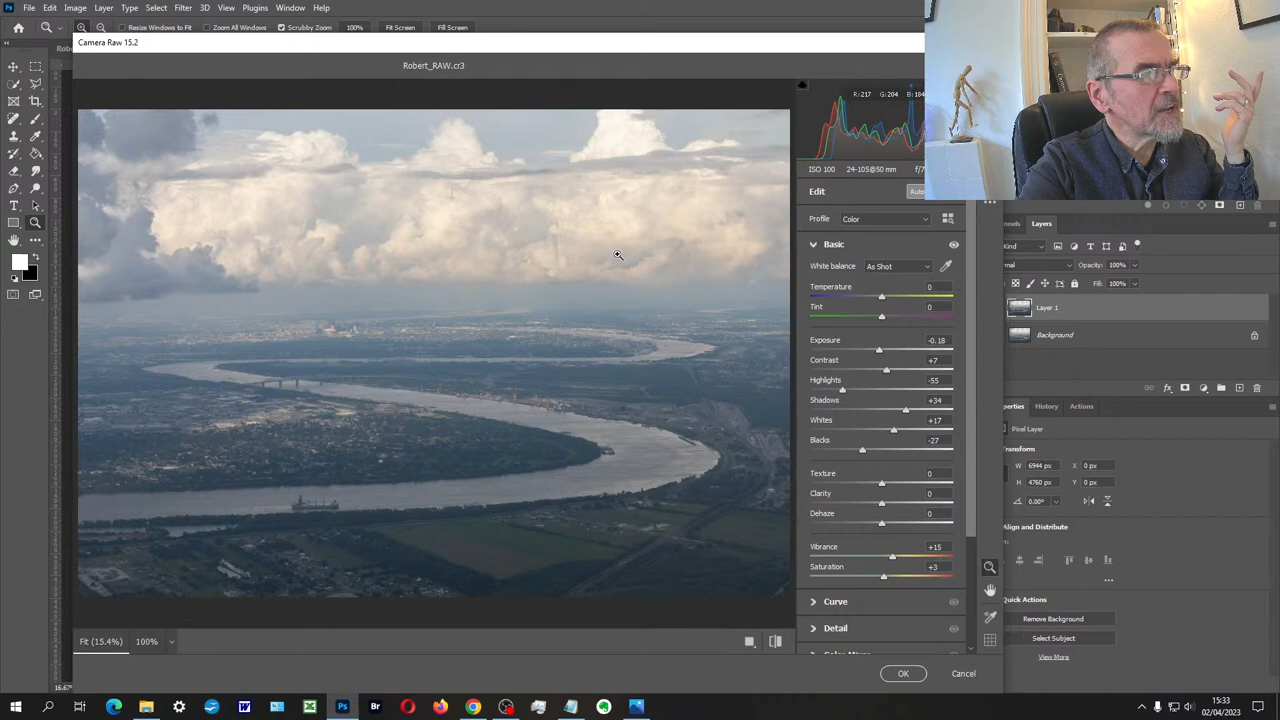 File Edit Image Layer Type Select Filter 3D View Plugins Window Help
Resize Windows to Fit Zoom All Windows Scrubby Zoom 100% Fit Screen Fill Screen
Camera Raw 15.2
Robert_RAW.cr3
R: 217 G: 204 B: 184
ISO 100 24-105@50 mm
Edit
Profile Color
Basic
White balance As Shot
Temperature 0
Tint 0
Exposure -0.18
Contrast +7
Highlights -55
Shadows +34
Whites +17
Blacks -27
Texture 0
Clarity 0
Dehaze 0
Vibrance +15
Saturation +3
Curve
Detail
Fit (15.4%) 100%
OK Cancel
Layers
Kind
Opacity: 100%
Fill: 100%
Layer 1
Background
History Actions
Pixel Layer
W 6944 px X 0 px
H 4760 px Y 0 px
0.00°
Align and Distribute
Quick Actions
Remove Background
Select Subject
View More
15:33
02/04/2023